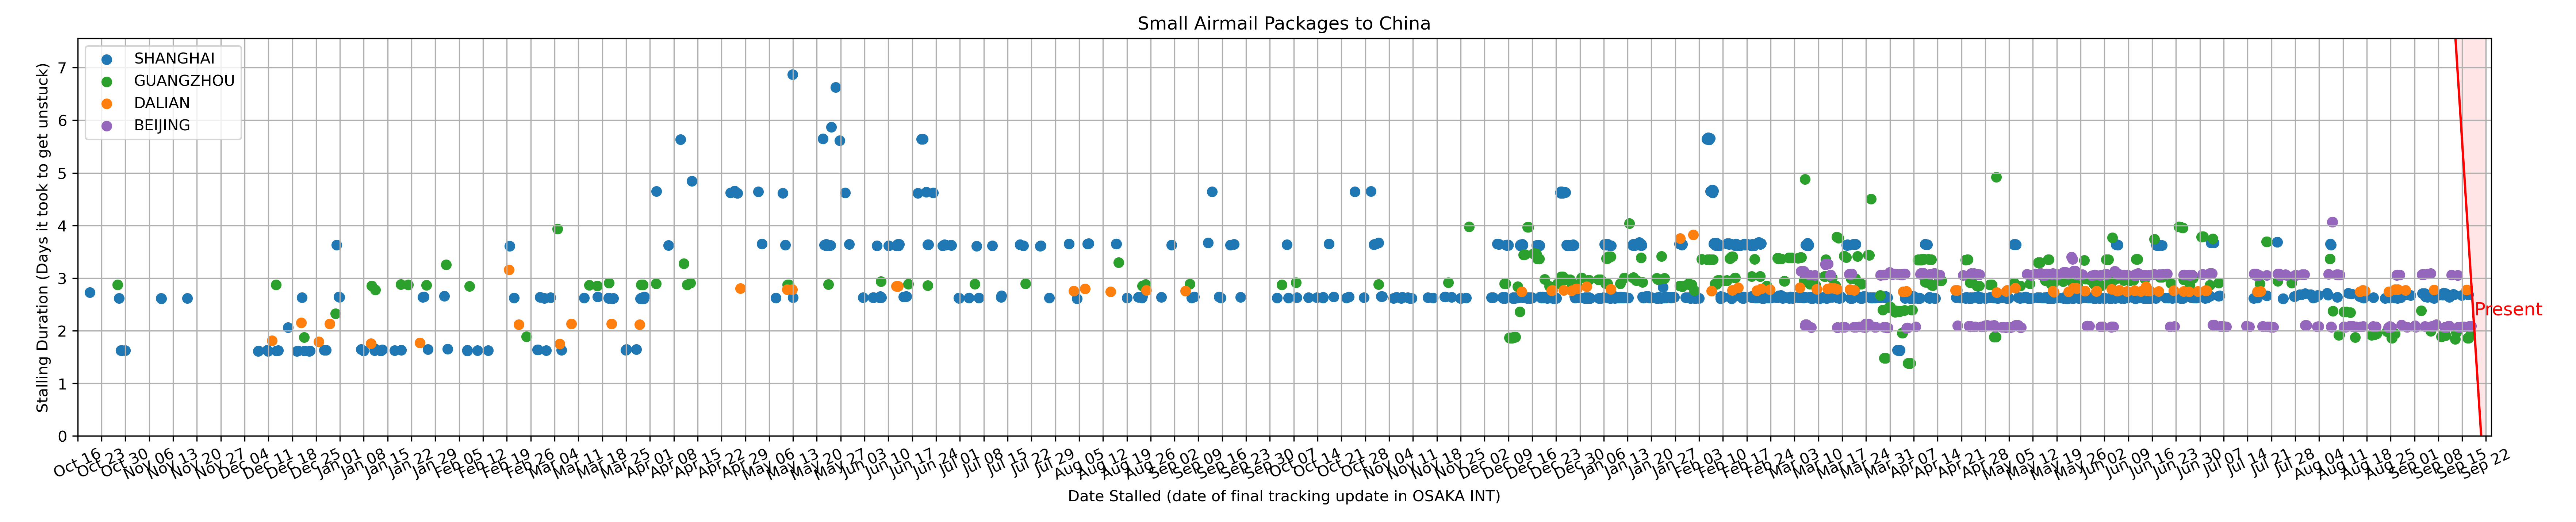 Small Airmail Packages to China
SHANGHAI
GUANGZHOU
DALIAN
BEIJING
Stalling Duration (Days it took to get unstuck)
7
6
5
4
3
2
1
0
Present
Oct 16 Oct 23 Oct 30 Nov 06 Nov 13 Nov 20 Nov 27 Dec 04 Dec 11 Dec 18 Dec 25 Jan 01 Jan 08 Jan 15 Jan 22 Jan 29 Feb 05 Feb 12 Feb 19 Feb 26 Mar 04 Mar 11 Mar 18 Mar 25 Apr 01 Apr 08 Apr 15 Apr 22 Apr 29 May 06 May 13 May 20 May 27 Jun 03 Jun 10 Jun 17 Jun 24 Jul 01 Jul 08 Jul 15 Jul 22 Jul 29 Aug 05 Aug 12 Aug 19 Aug 26 Sep 02 Sep 09 Sep 16 Sep 23 Sep 30 Oct 07 Oct 14 Oct 21 Oct 28 Nov 04 Nov 11 Nov 18 Nov 25 Dec 02 Dec 09 Dec 16 Dec 23 Dec 30 Jan 06 Jan 13 Jan 20 Jan 27 Feb 03 Feb 10 Feb 17 Feb 24 Mar 03 Mar 10 Mar 17 Mar 24 Mar 31 Apr 07 Apr 14 Apr 21 Apr 28 May 05 May 12 May 19 May 26 Jun 02 Jun 09 Jun 16 Jun 23 Jun 30 Jul 07 Jul 14 Jul 21 Jul 28 Aug 04 Aug 11 Aug 18 Aug 25 Sep 01 Sep 08 Sep 15 Sep 22
Date Stalled (date of final tracking update in OSAKA INT)